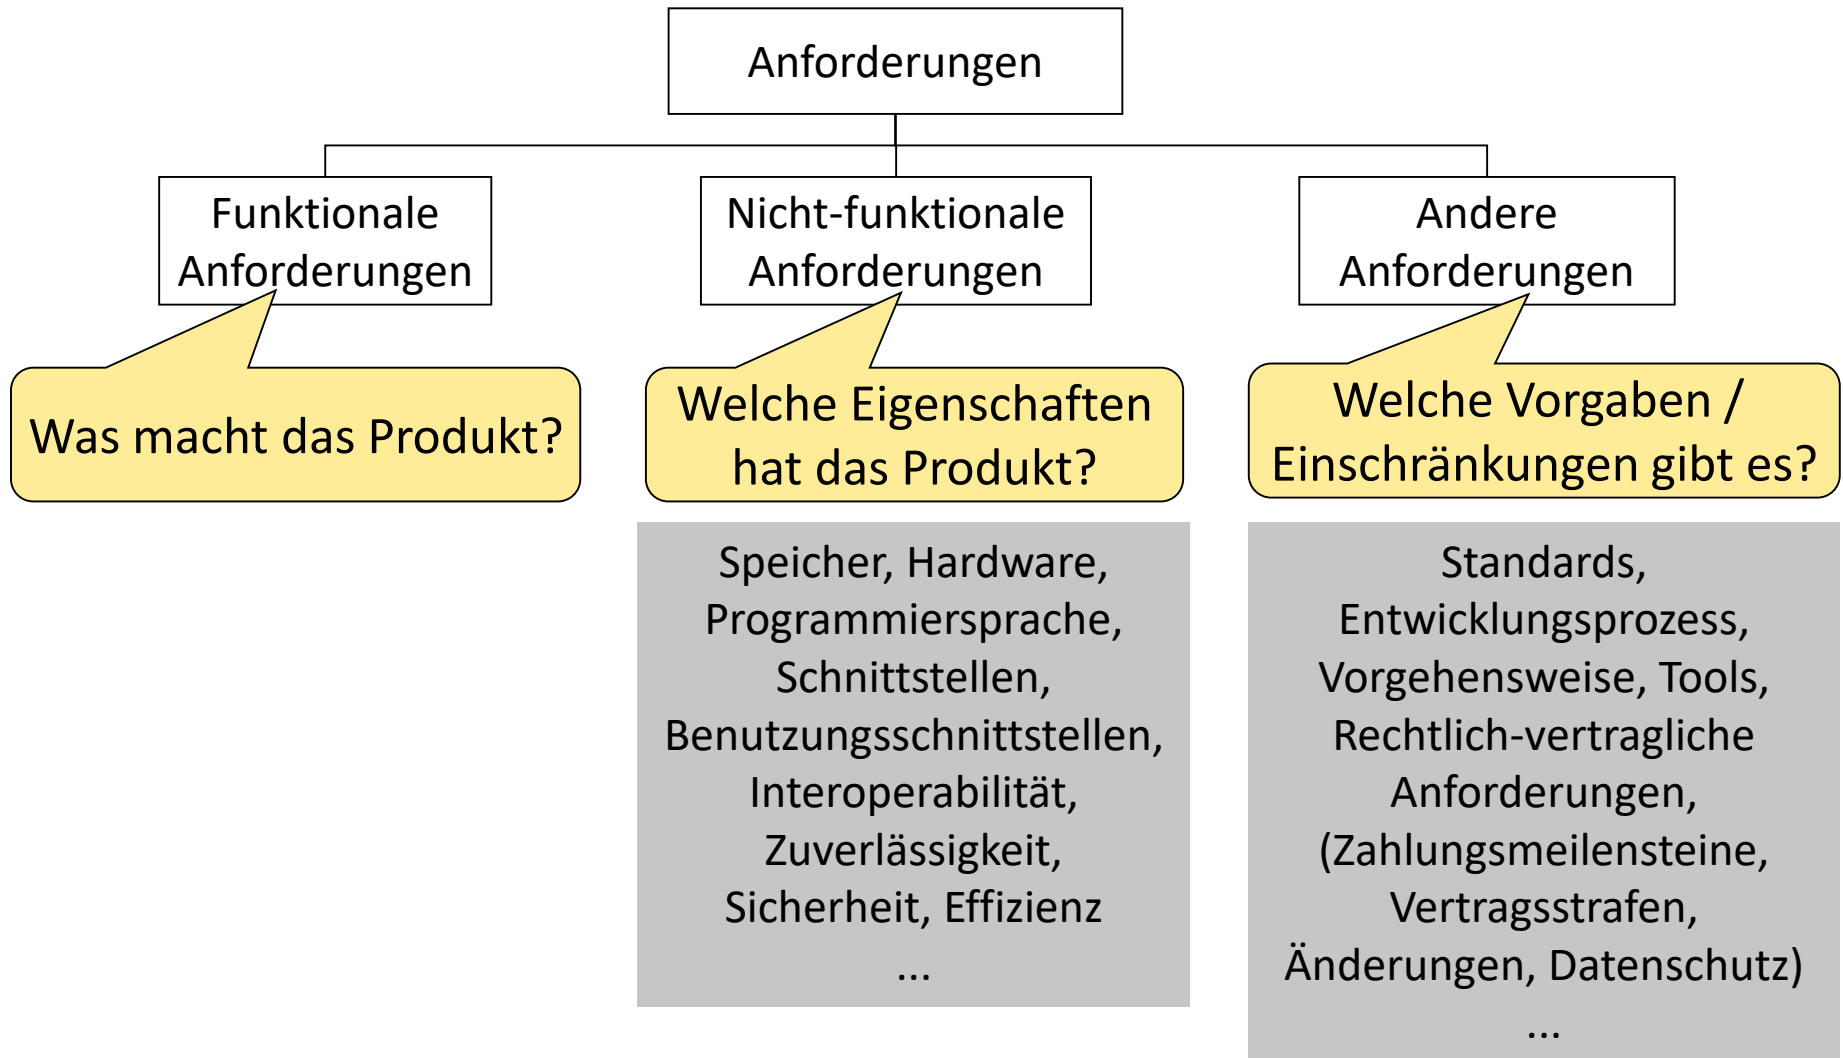 Anforderungen
Funktionale
Anforderungen
Nicht-funktionale
Anforderungen
Andere
Anforderungen
Was macht das Produkt?
Welche Eigenschaften
hat das Produkt?
Welche Vorgaben /
Einschränkungen gibt es?
Speicher, Hardware,
Programmiersprache,
Schnittstellen,
Benutzungsschnittstellen,
Interoperabilität,
Zuverlässigkeit,
Sicherheit, Effizienz
...
Standards,
Entwicklungsprozess,
Vorgehensweise, Tools,
Rechtlich-vertragliche
Anforderungen,
(Zahlungsmeilensteine,
Vertragsstrafen,
Änderungen, Datenschutz)
...